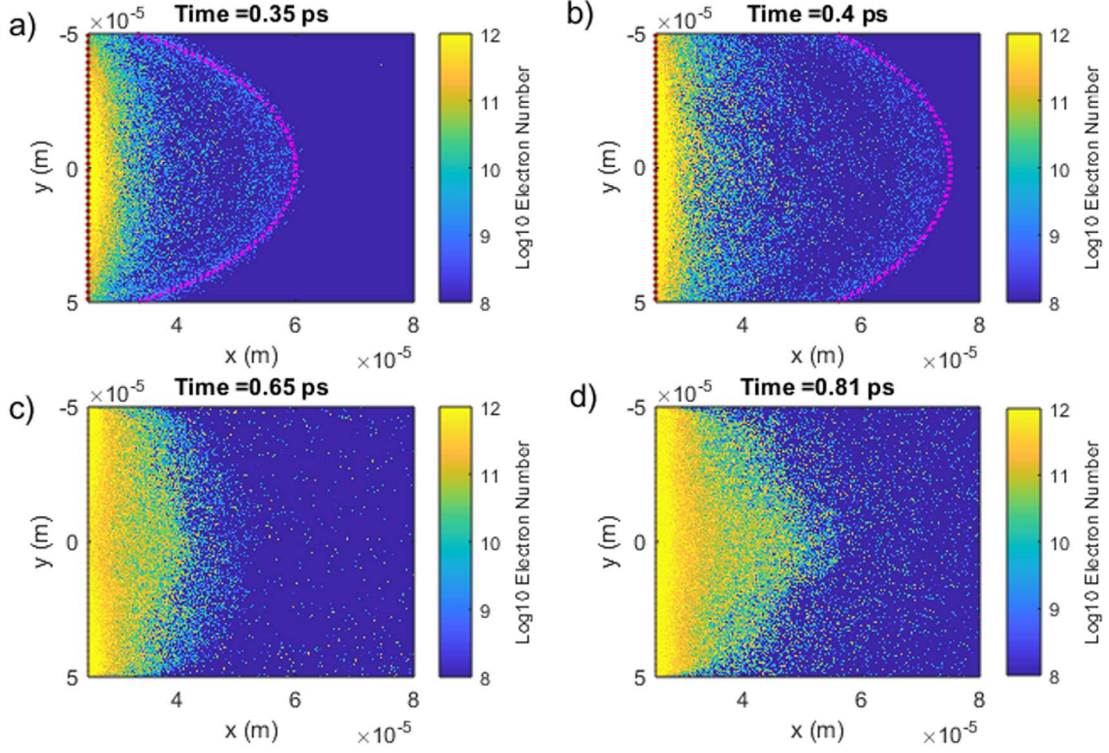 a)
Time =0.35 ps
×10⁻⁵
-5
0
5
y (m)
4 6 8
x (m)
×10⁻⁵
12
11
10
9
8
Log10 Electron Number
b)
Time =0.4 ps
×10⁻⁵
-5
0
5
y (m)
4 6 8
x (m)
×10⁻⁵
12
11
10
9
8
Log10 Electron Number
c)
Time =0.65 ps
×10⁻⁵
-5
0
5
y (m)
4 6 8
x (m)
×10⁻⁵
12
11
10
9
8
Log10 Electron Number
d)
Time =0.81 ps
×10⁻⁵
-5
0
5
y (m)
4 6 8
x (m)
×10⁻⁵
12
11
10
9
8
Log10 Electron Number